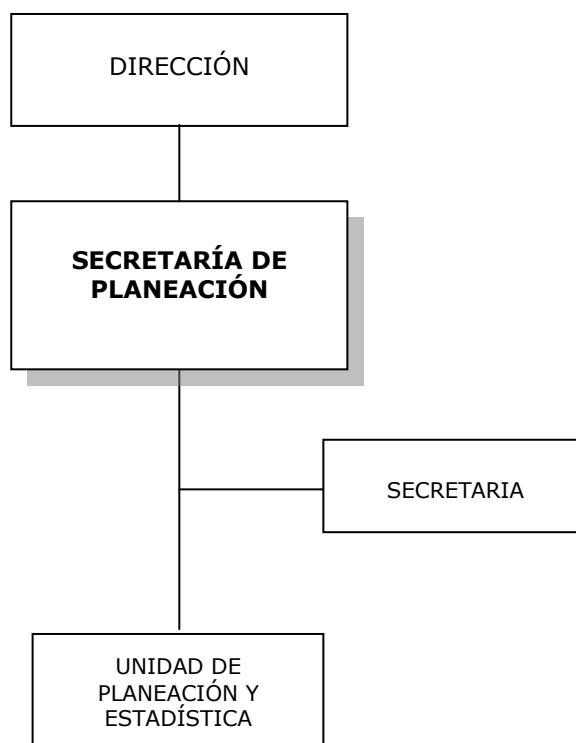 DIRECCIÓN
SECRETARÍA DE
PLANEACIÓN
SECRETARIA
UNIDAD DE
PLANEACIÓN Y
ESTADÍSTICA